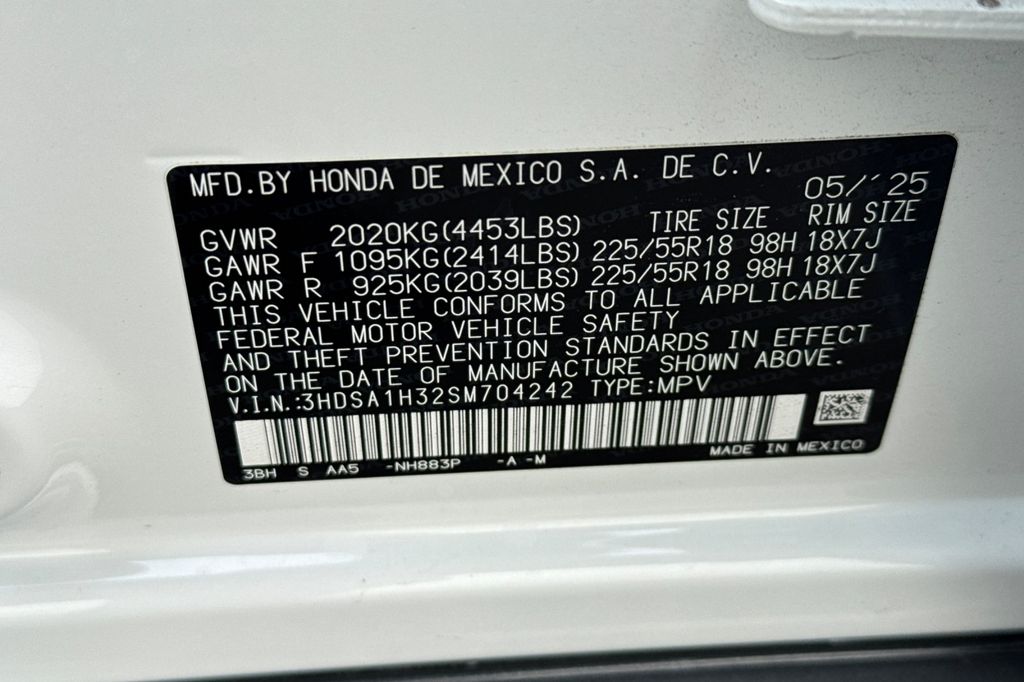 MFD.BY HONDA DE MEXICO S.A. DE C.V. 05/'25
GVWR 2020KG(4453LBS) TIRE SIZE RIM SIZE
GAWR F 1095KG(2414LBS) 225/55R18 98H 18X7J
GAWR R 925KG(2039LBS) 225/55R18 98H 18X7J
THIS VEHICLE CONFORMS TO ALL APPLICABLE
FEDERAL MOTOR VEHICLE SAFETY
AND THEFT PREVENTION STANDARDS IN EFFECT
ON THE DATE OF MANUFACTURE SHOWN ABOVE.
V.I.N.:3HDSA1H32SM704242 TYPE:MPV
3BH S AA5 -NH883P -A -M MADE IN MEXICO